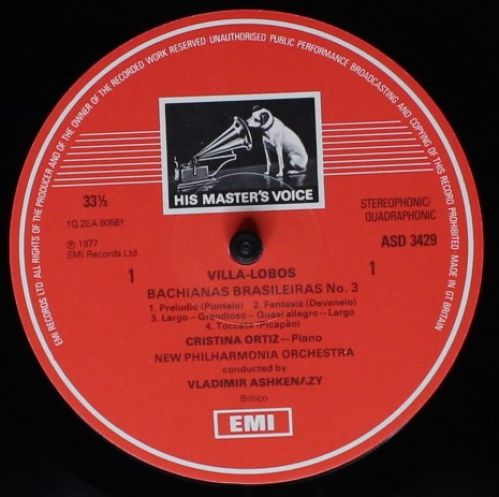 EMI RECORDS LTD ALL RIGHTS OF THE PRODUCER AND OF THE OWNER OF THE RECORDED WORK RESERVED UNAUTHORISED PUBLIC PERFORMANCE BROADCASTING AND COPYING OF THIS RECORD PROHIBITED MADE IN GT BRITAIN
HIS MASTER'S VOICE
33⅓
1Q 2EA 60581
STEREOPHONIC/
QUADRAPHONIC
℗ 1977
EMI Records Ltd
ASD 3429
1
1
VILLA-LOBOS
BACHIANAS BRASILEIRAS No. 3
1. Preludio (Ponteio) 2. Fantasia (Devaneio)
3. Largo – Grandioso – Quasi allegro – Largo
4. Toccata (Picapão)
CRISTINA ORTIZ – Piano
NEW PHILHARMONIA ORCHESTRA
conducted by
VLADIMIR ASHKENAZY
Britico
EMI